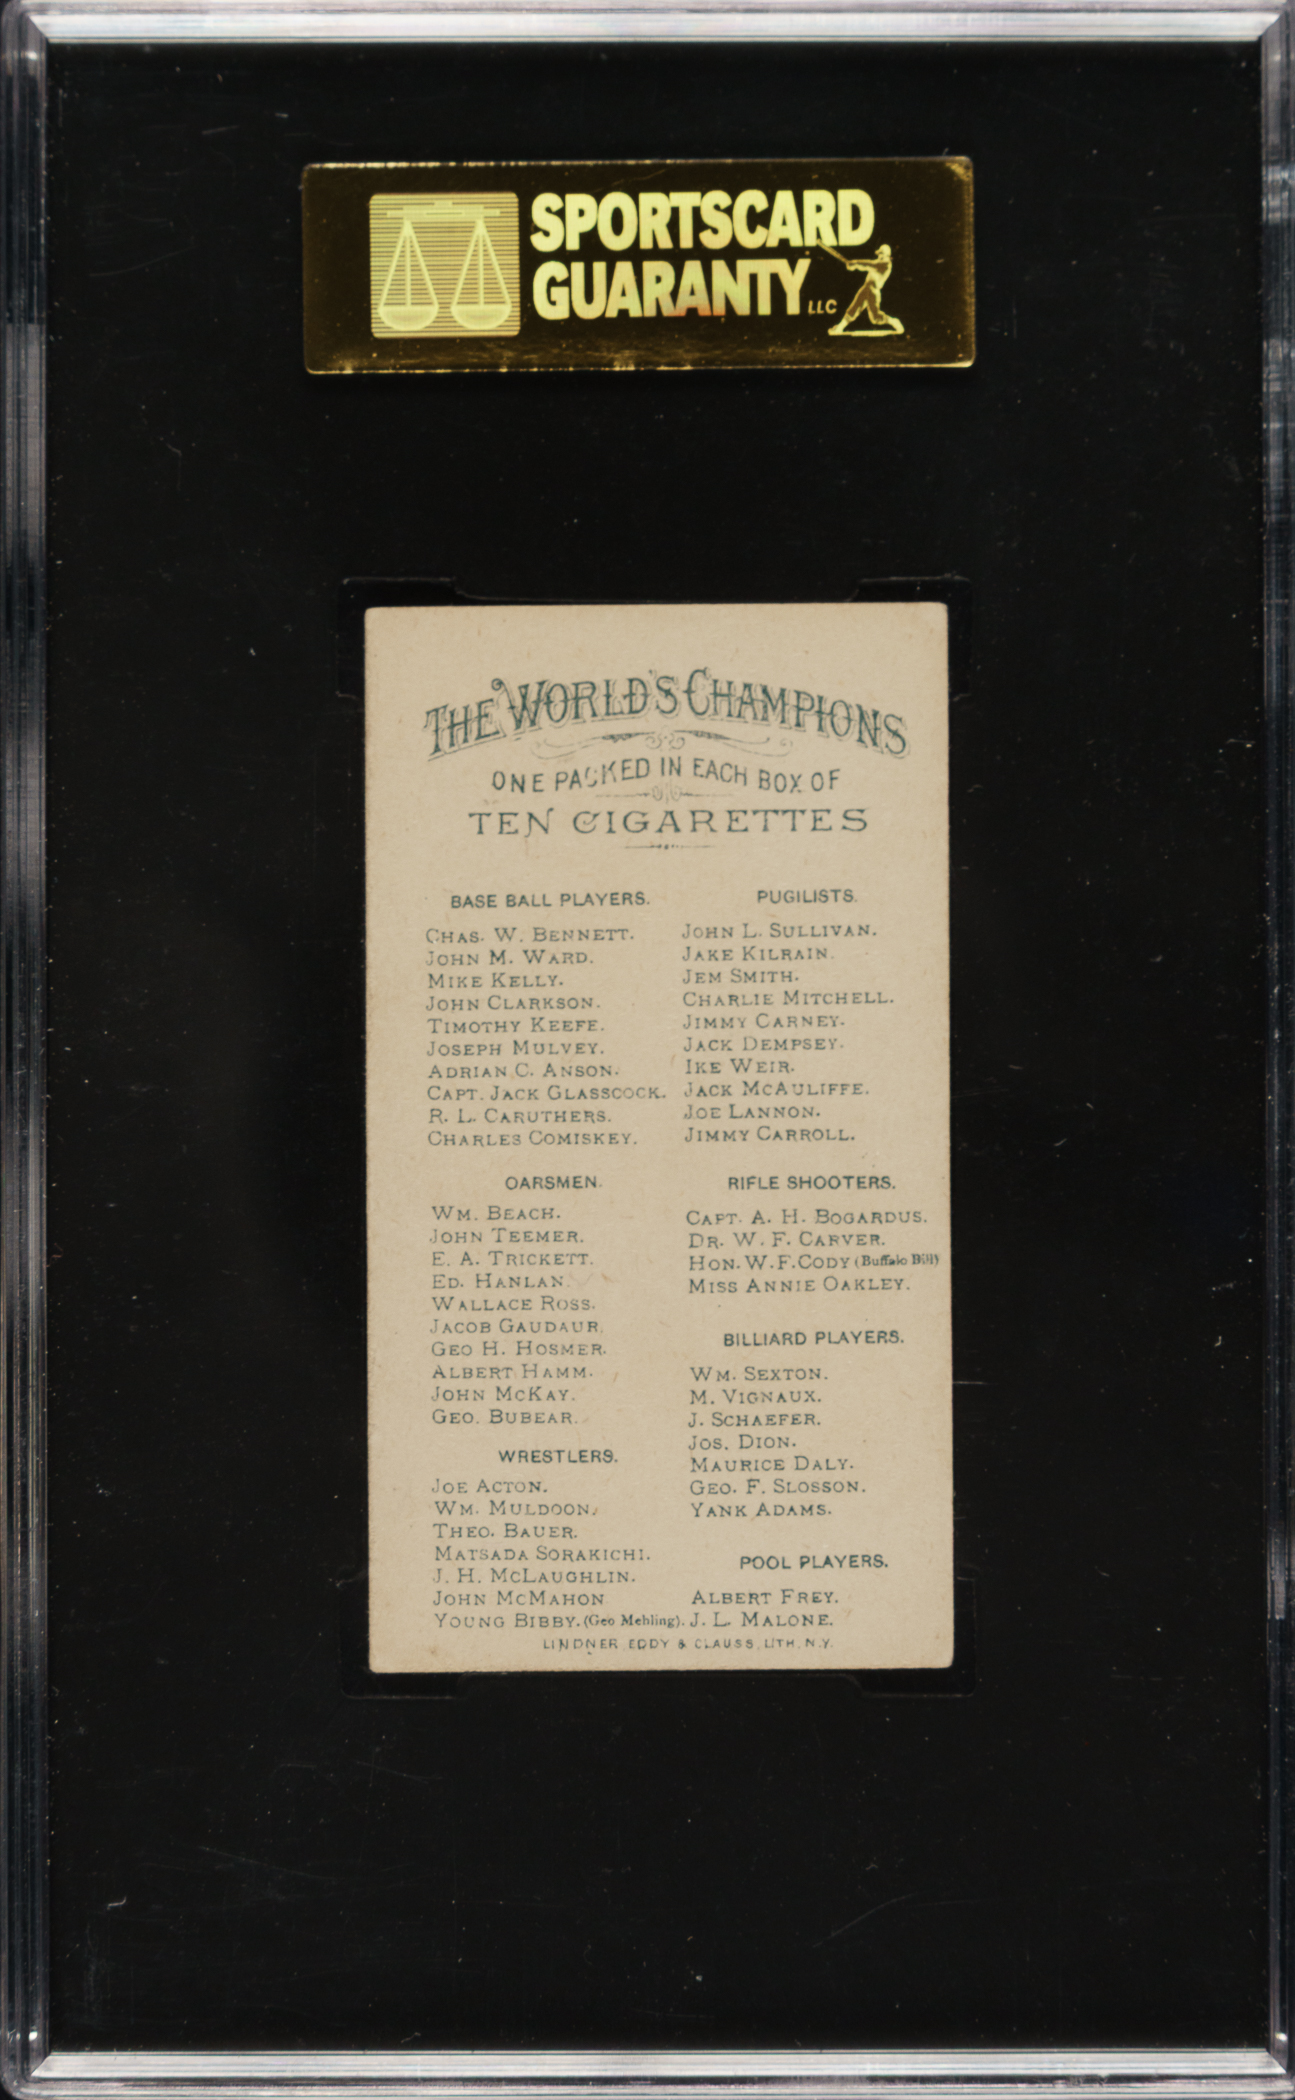 SPORTSCARD
GUARANTY LLC
THE WORLD'S CHAMPIONS
ONE PACKED IN EACH BOX OF
TEN CIGARETTES
BASE BALL PLAYERS.
CHAS. W. BENNETT.
JOHN M. WARD.
MIKE KELLY.
JOHN CLARKSON.
TIMOTHY KEEFE.
JOSEPH MULVEY.
ADRIAN C. ANSON.
CAPT. JACK GLASSCOCK.
R. L. CARUTHERS.
CHARLES COMISKEY.
OARSMEN.
WM. BEACH.
JOHN TEEMER.
E. A. TRICKETT.
ED. HANLAN.
WALLACE ROSS.
JACOB GAUDAUR.
GEO H. HOSMER.
ALBERT HAMM.
JOHN MCKAY.
GEO. BUBEAR.
WRESTLERS.
JOE ACTON.
WM. MULDOON.
THEO. BAUER.
MATSADA SORAKICHI.
J. H. MCLAUGHLIN.
JOHN MCMAHON
YOUNG BIBBY. (Geo Mehling).
PUGILISTS.
JOHN L. SULLIVAN.
JAKE KILRAIN.
JEM SMITH.
CHARLIE MITCHELL.
JIMMY CARNEY.
JACK DEMPSEY.
IKE WEIR.
JACK MCAULIFFE.
JOE LANNON.
JIMMY CARROLL.
RIFLE SHOOTERS.
CAPT. A. H. BOGARDUS.
DR. W. F. CARVER.
HON. W. F. CODY (Buffalo Bill)
MISS ANNIE OAKLEY.
BILLIARD PLAYERS.
WM. SEXTON.
M. VIGNAUX.
J. SCHAEFER.
JOS. DION.
MAURICE DALY.
GEO. F. SLOSSON.
YANK ADAMS.
POOL PLAYERS.
ALBERT FREY.
J. L. MALONE.
LINDNER, EDDY & CLAUSS, LITH. N.Y.